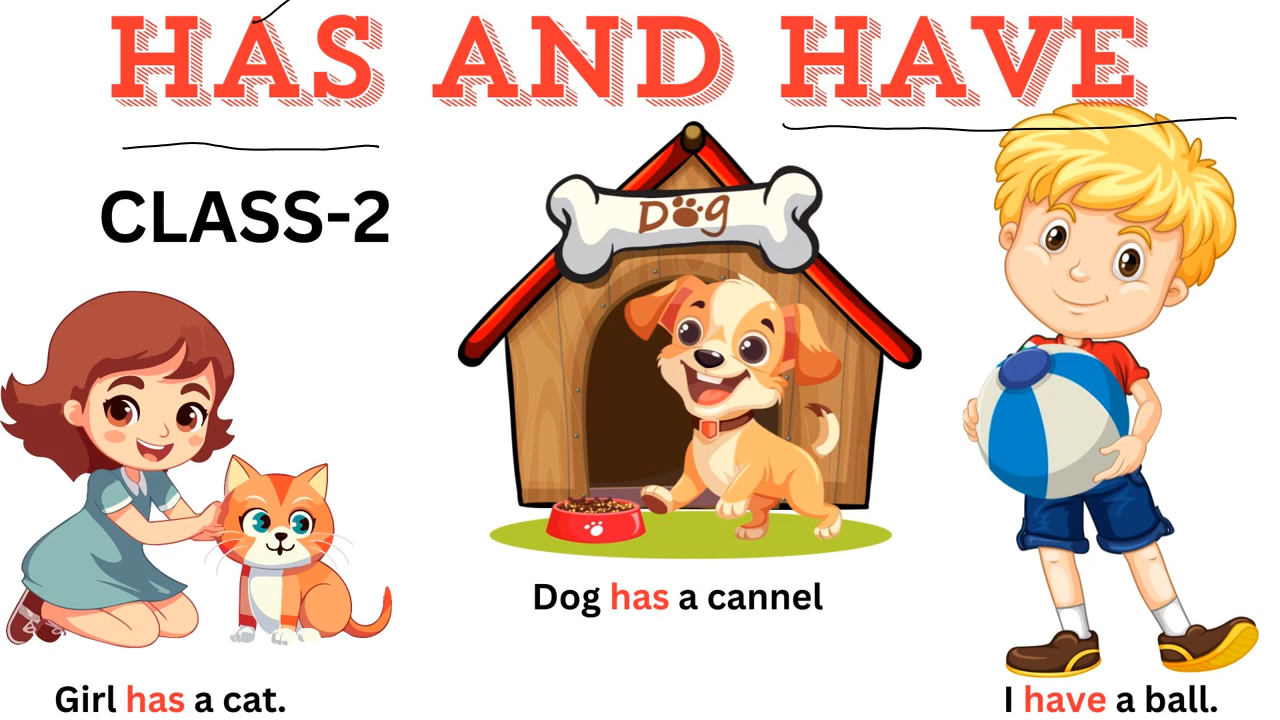 HAS AND HAVE
CLASS-2
Dog
Dog has a cannel
Girl has a cat.
I have a ball.